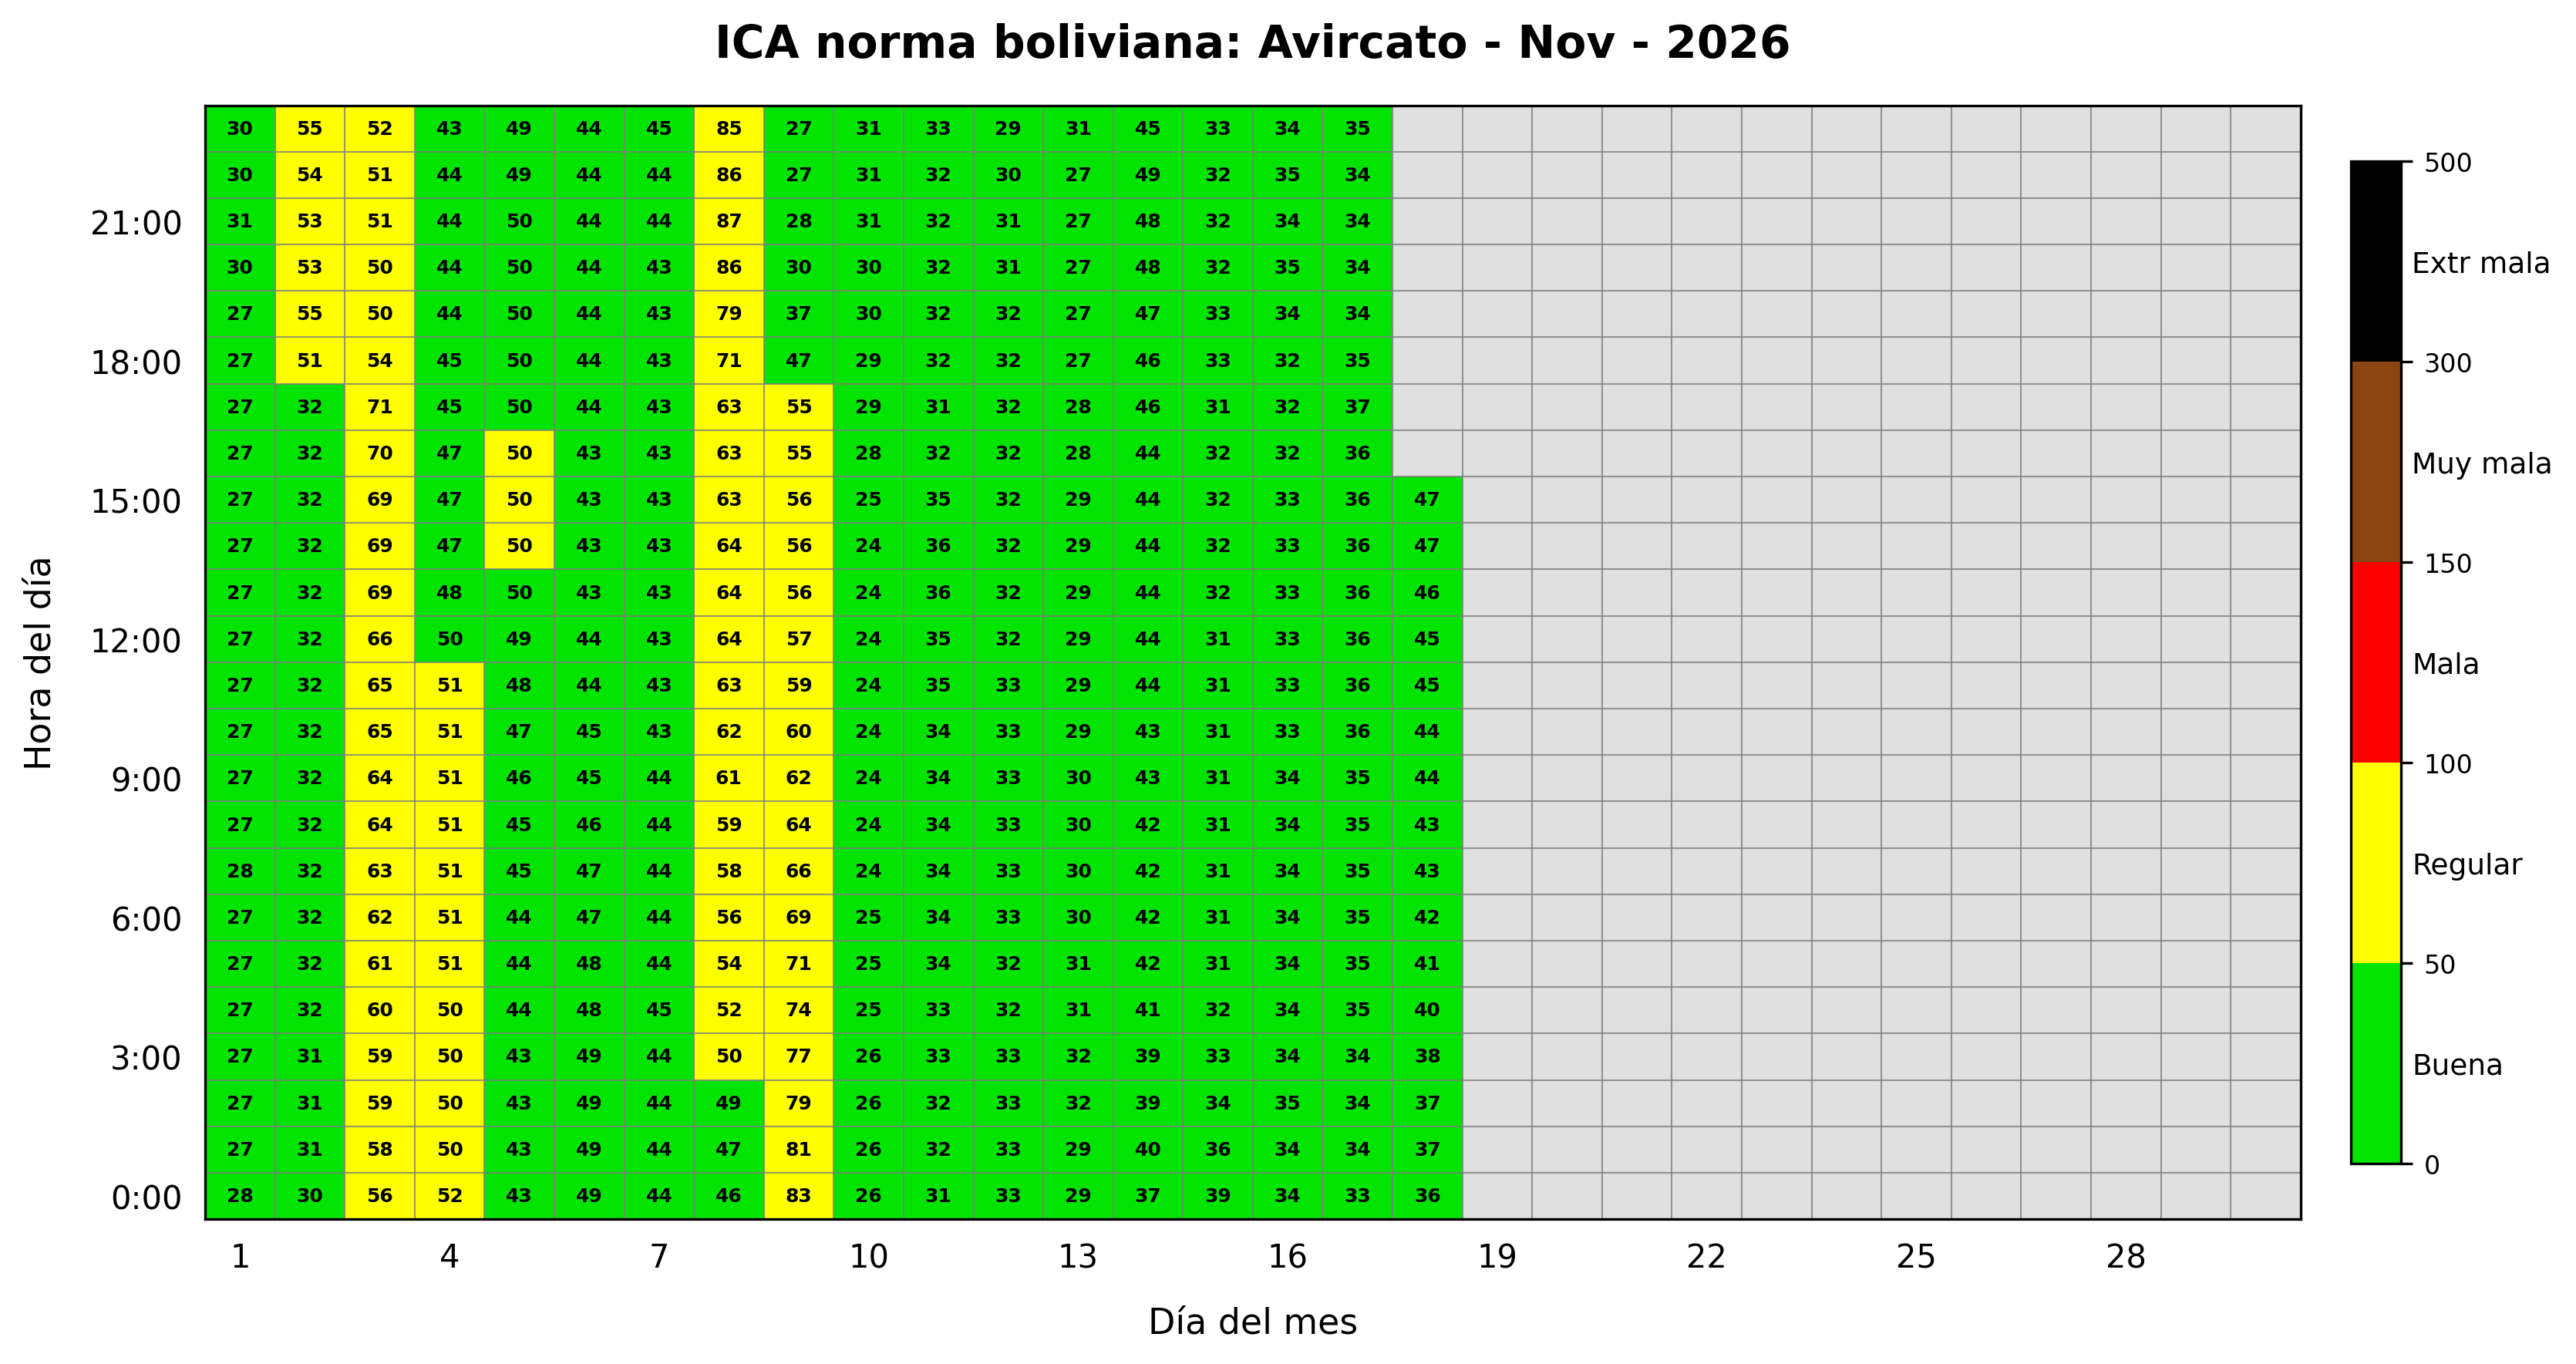 ICA norma boliviana: Avircato - Nov - 2026
30 55 52 43 49 44 45 85 27 31 33 29 31 45 33 34 35
30 54 51 44 49 44 44 86 27 31 32 30 27 49 32 35 34
21:00 31 53 51 44 50 44 44 87 28 31 32 31 27 48 32 34 34
30 53 50 44 50 44 43 86 30 30 32 31 27 48 32 35 34
27 55 50 44 50 44 43 79 37 30 32 32 27 47 33 34 34
18:00 27 51 54 45 50 44 43 71 47 29 32 32 27 46 33 32 35
27 32 71 45 50 44 43 63 55 29 31 32 28 46 31 32 37
27 32 70 47 50 43 43 63 55 28 32 32 28 44 32 32 36
15:00 27 32 69 47 50 43 43 63 56 25 35 32 29 44 32 33 36 47
27 32 69 47 50 43 43 64 56 24 36 32 29 44 32 33 36 47
27 32 69 48 50 43 43 64 56 24 36 32 29 44 32 33 36 46
12:00 27 32 66 50 49 44 43 64 57 24 35 32 29 44 31 33 36 45
27 32 65 51 48 44 43 63 59 24 35 33 29 44 31 33 36 45
27 32 65 51 47 45 43 62 60 24 34 33 29 43 31 33 36 44
9:00 27 32 64 51 46 45 44 61 62 24 34 33 30 43 31 34 35 44
27 32 64 51 45 46 44 59 64 24 34 33 30 42 31 34 35 43
28 32 63 51 45 47 44 58 66 24 34 33 30 42 31 34 35 43
6:00 27 32 62 51 44 47 44 56 69 25 34 33 30 42 31 34 35 42
27 32 61 51 44 48 44 54 71 25 34 32 31 42 31 34 35 41
27 32 60 50 44 48 45 52 74 25 33 32 31 41 32 34 35 40
3:00 27 31 59 50 43 49 44 50 77 26 33 33 32 39 33 34 34 38
27 31 59 50 43 49 44 49 79 26 32 33 32 39 34 35 34 37
27 31 58 50 43 49 44 47 81 26 32 33 29 40 36 34 34 37
0:00 28 30 56 52 43 49 44 46 83 26 31 33 29 37 39 34 33 36
1 4 7 10 13 16 19 22 25 28
Día del mes
Hora del día
500
Extr mala
300
Muy mala
150
Mala
100
Regular
50
Buena
0